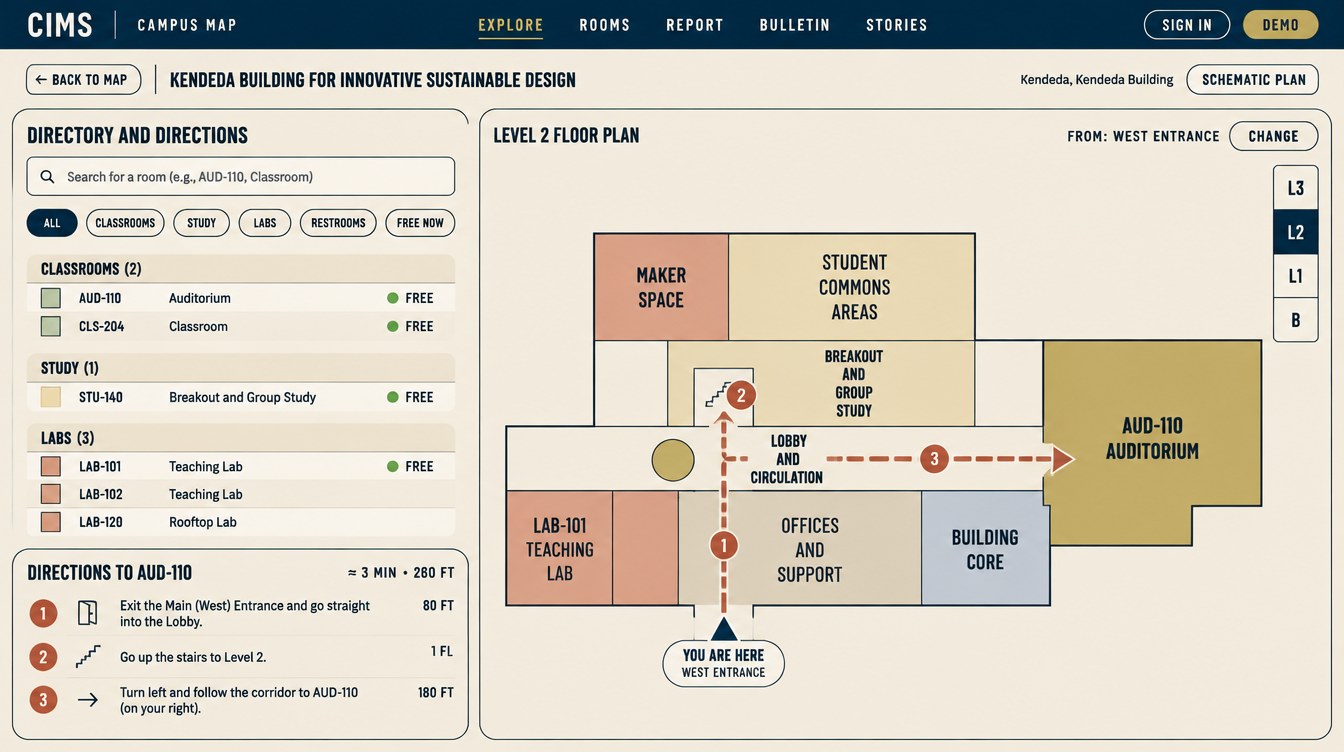 CIMS
CAMPUS MAP
EXPLORE
ROOMS
REPORT
BULLETIN
STORIES
SIGN IN
DEMO
← BACK TO MAP
KENDEDA BUILDING FOR INNOVATIVE SUSTAINABLE DESIGN
Kendeda, Kendeda Building
SCHEMATIC PLAN
DIRECTORY AND DIRECTIONS
Search for a room (e.g., AUD-110, Classroom)
ALL
CLASSROOMS
STUDY
LABS
RESTROOMS
FREE NOW
CLASSROOMS (2)
AUD-110 Auditorium FREE
CLS-204 Classroom FREE
STUDY (1)
STU-140 Breakout and Group Study FREE
LABS (3)
LAB-101 Teaching Lab FREE
LAB-102 Teaching Lab
LAB-120 Rooftop Lab
DIRECTIONS TO AUD-110
≈ 3 MIN • 280 FT
1 Exit the Main (West) Entrance and go straight 80 FT
into the Lobby.
2 Go up the stairs to Level 2. 1 FL
3 Turn left and follow the corridor to AUD-110 180 FT
(on your right).
LEVEL 2 FLOOR PLAN
FROM: WEST ENTRANCE
CHANGE
L3
L2
L1
B
MAKER
SPACE
STUDENT
COMMONS
AREAS
BREAKOUT
AND
GROUP
STUDY
2
AUD-110
AUDITORIUM
LOBBY
AND
CIRCULATION
3
LAB-101
TEACHING
LAB
1
OFFICES
AND
SUPPORT
BUILDING
CORE
YOU ARE HERE
WEST ENTRANCE